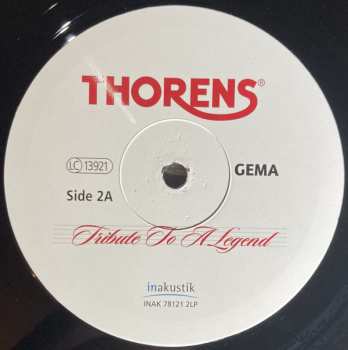 THORENS®
LC 13921
GEMA
Side 2A
Tribute To A Legend
inakustik
INAK 78121 2LP